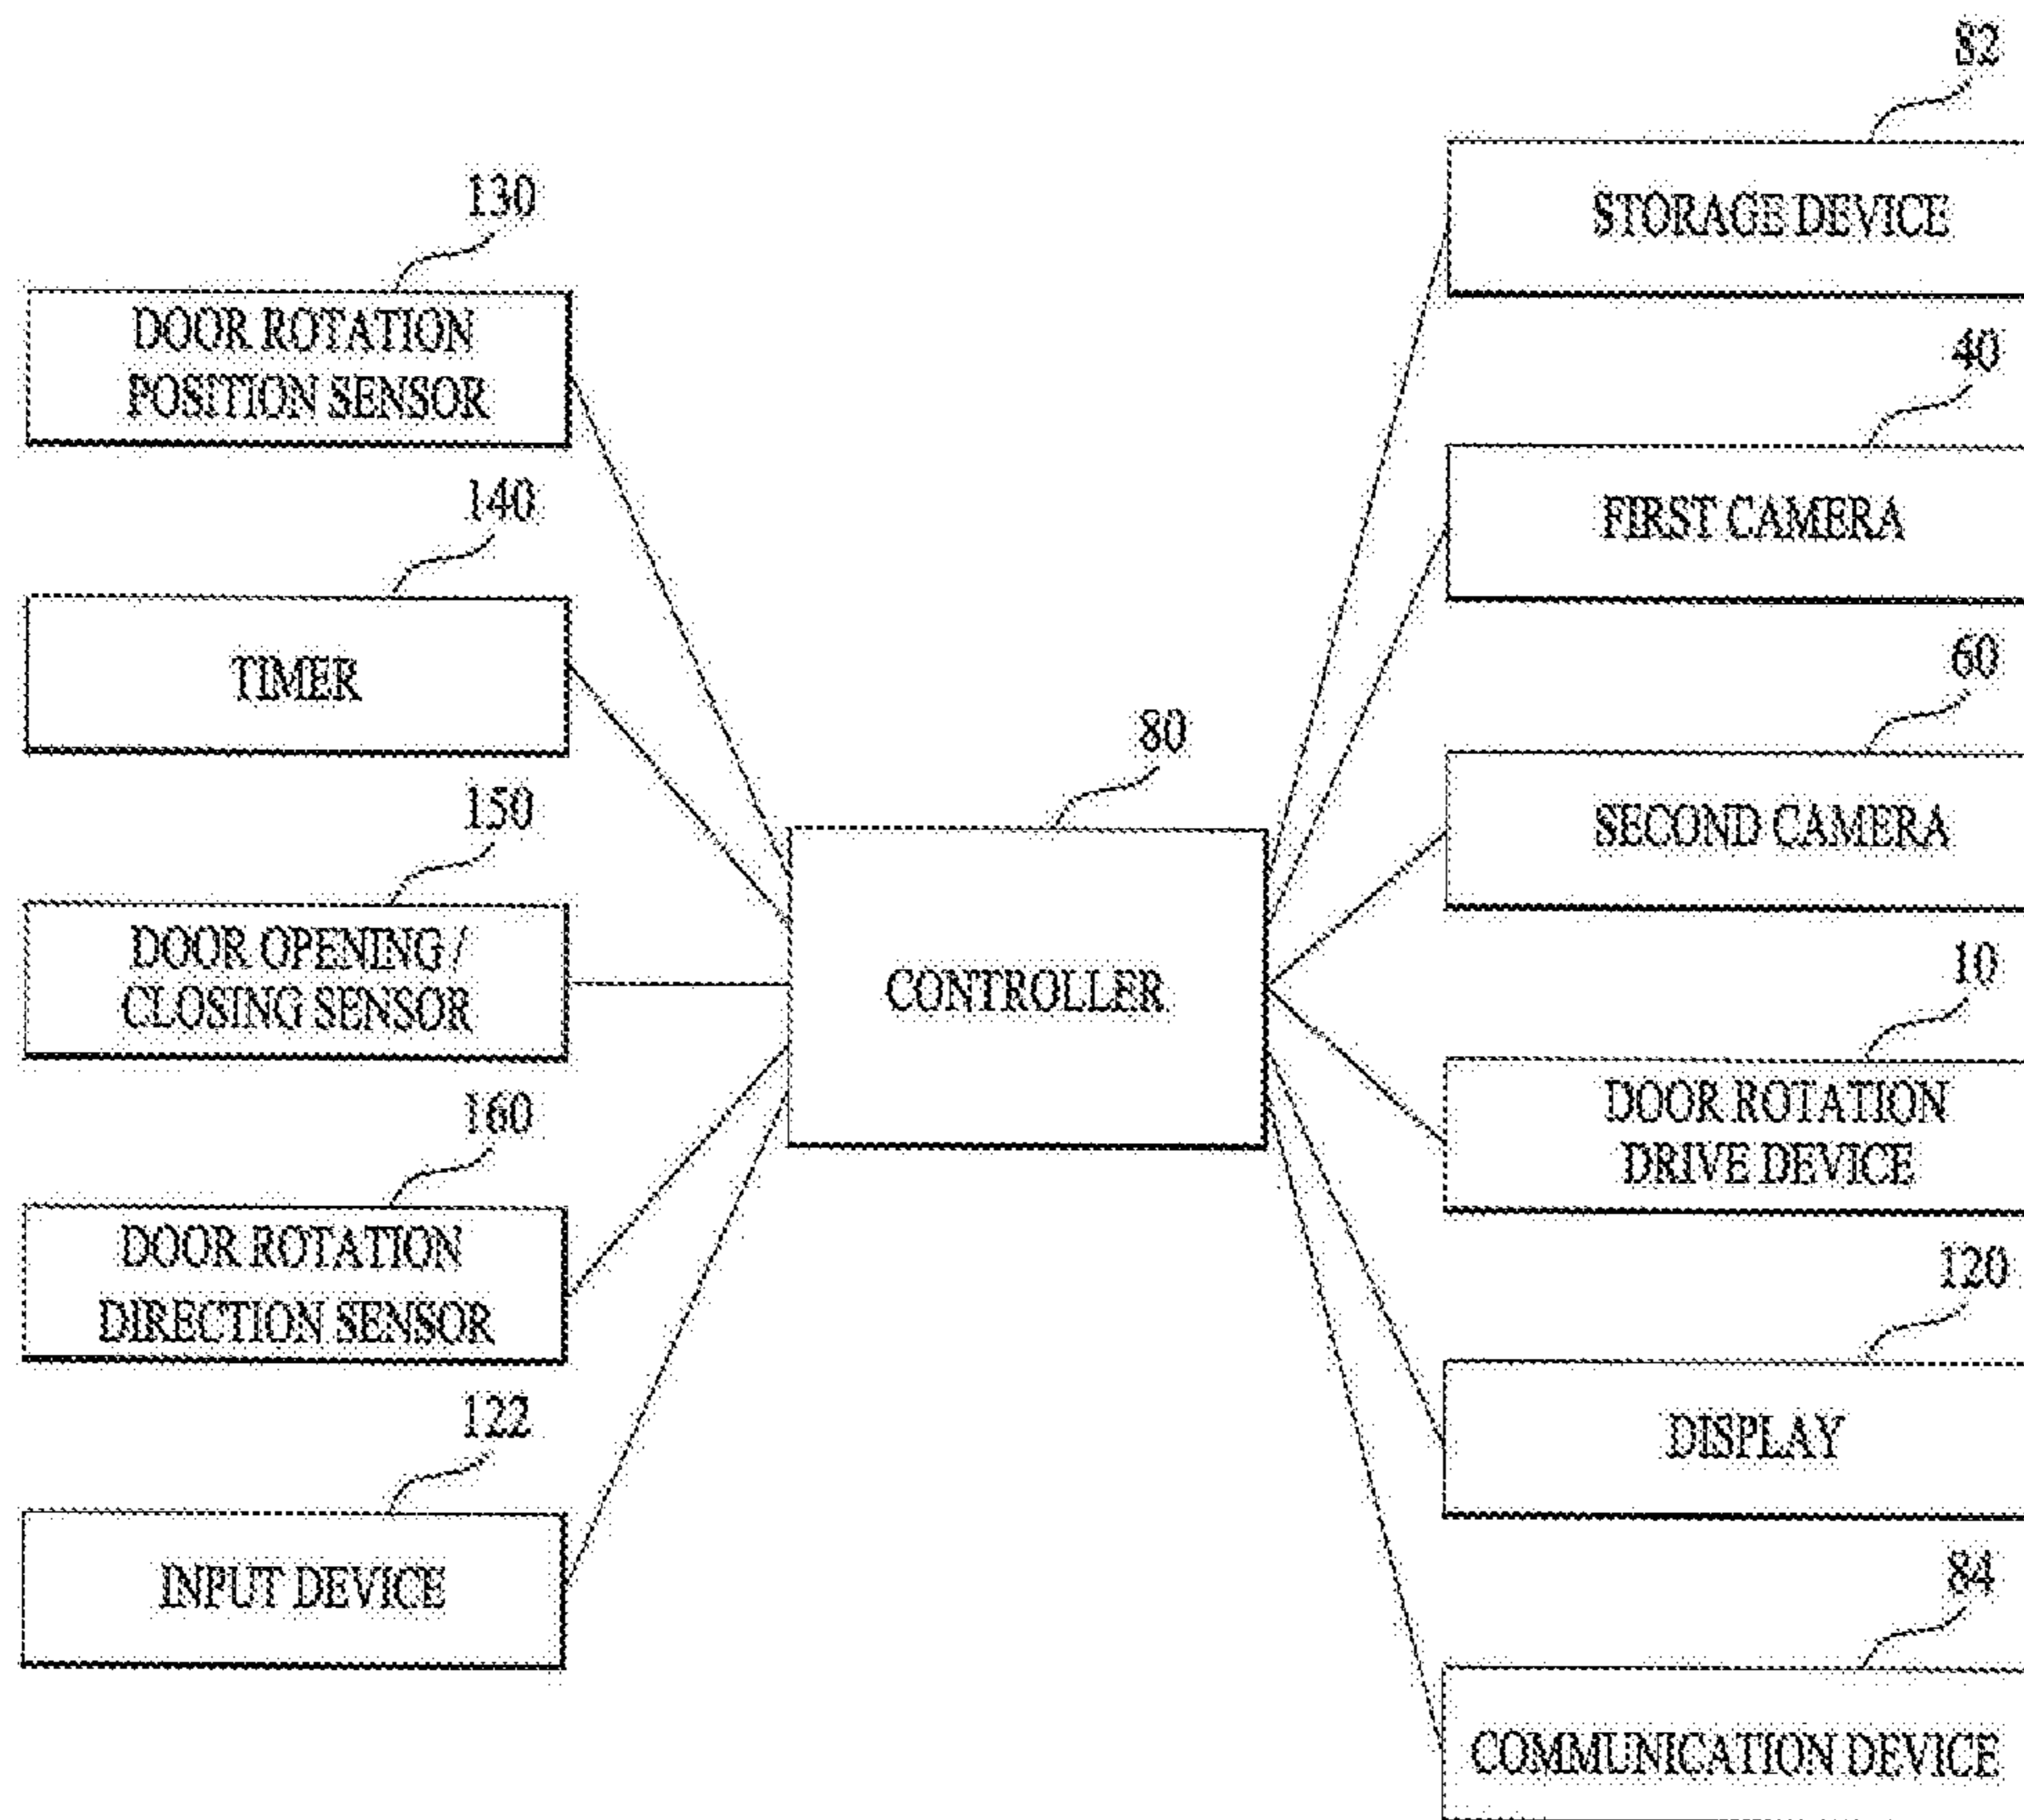 130
DOOR ROTATION
POSITION SENSOR
140
TIMER
150
DOOR OPENING /
CLOSING SENSOR
160
DOOR ROTATION
DIRECTION SENSOR
122
INPUT DEVICE
80
CONTROLLER
82
STORAGE DEVICE
40
FIRST CAMERA
60
SECOND CAMERA
10
DOOR ROTATION
DRIVE DEVICE
120
DISPLAY
84
COMMUNICATION DEVICE